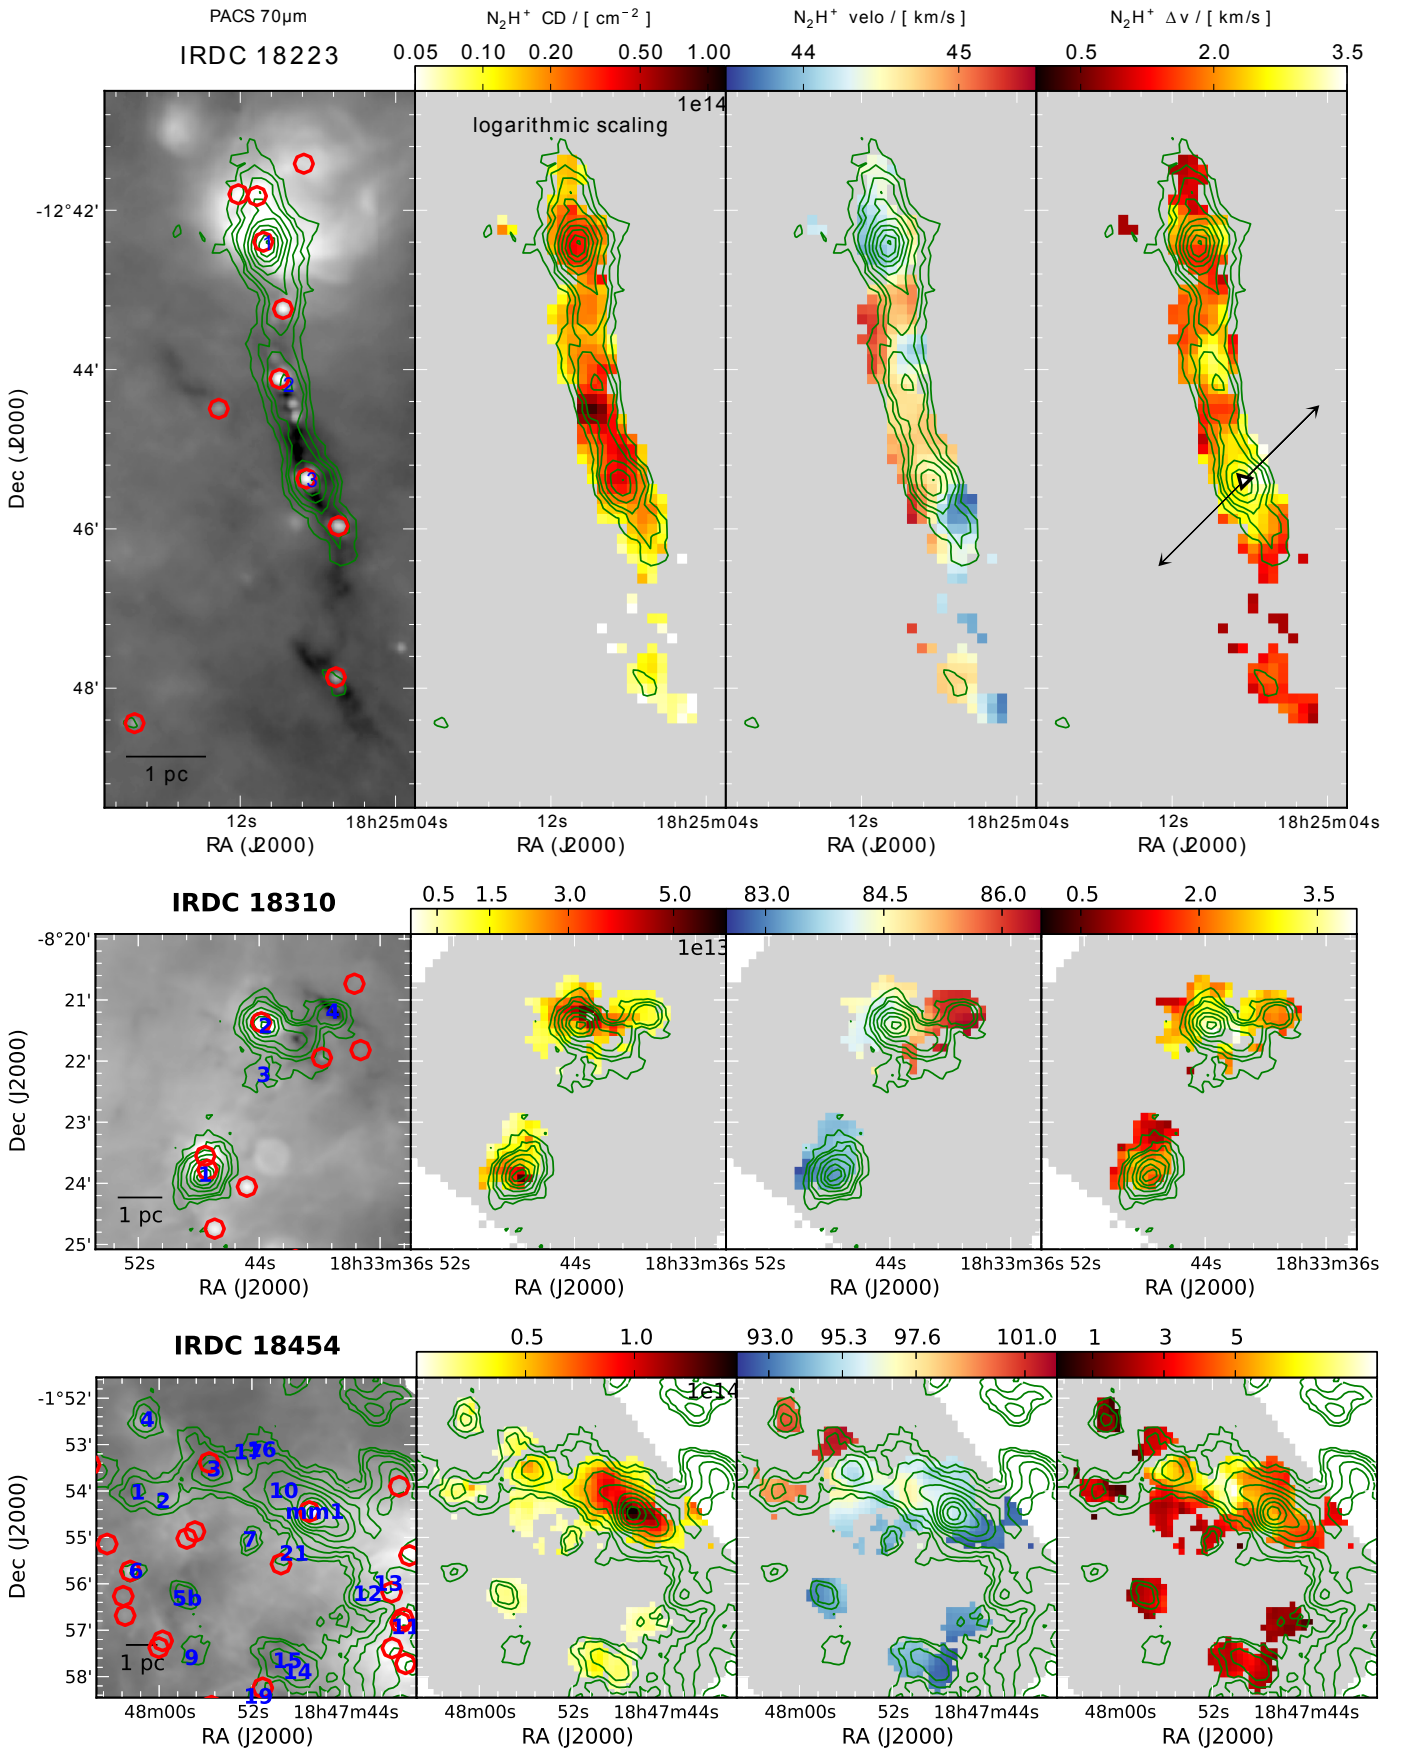 PACS 70μm
N₂H⁺ CD / [ cm⁻² ]
N₂H⁺ velo / [ km/s ]
N₂H⁺ Δv / [ km/s ]
IRDC 18223
0.05 0.10 0.20 0.50 1.00
44 45
0.5 2.0 3.5
1e14
logarithmic scaling
-12°42'
44'
46'
48'
Dec (J2000)
1
2
3
1 pc
12s 18h25m04s
12s 18h25m04s
12s 18h25m04s
12s 18h25m04s
RA (J2000)
RA (J2000)
RA (J2000)
RA (J2000)
IRDC 18310
0.5 1.5 3.0 5.0
83.0 84.5 86.0
0.5 2.0 3.5
1e13
-8°20'
21'
22'
23'
24'
25'
Dec (J2000)
4
2
3
1
1 pc
52s 44s 18h33m36s
52s 44s 18h33m36s
52s 44s 18h33m36s
52s 44s 18h33m36s
RA (J2000)
RA (J2000)
RA (J2000)
RA (J2000)
IRDC 18454
0.5 1.0
93.0 95.3 97.6 101.0
1 3 5
1e14
-1°52'
53'
54'
55'
56'
57'
58'
Dec (J2000)
4
17 16
3
1 2 10
mm1
7
21
6
5b
12 13
11
9
15
14
19
1 pc
48m00s 52s 18h47m44s
48m00s 52s 18h47m44s
48m00s 52s 18h47m44s
48m00s 52s 18h47m44s
RA (J2000)
RA (J2000)
RA (J2000)
RA (J2000)